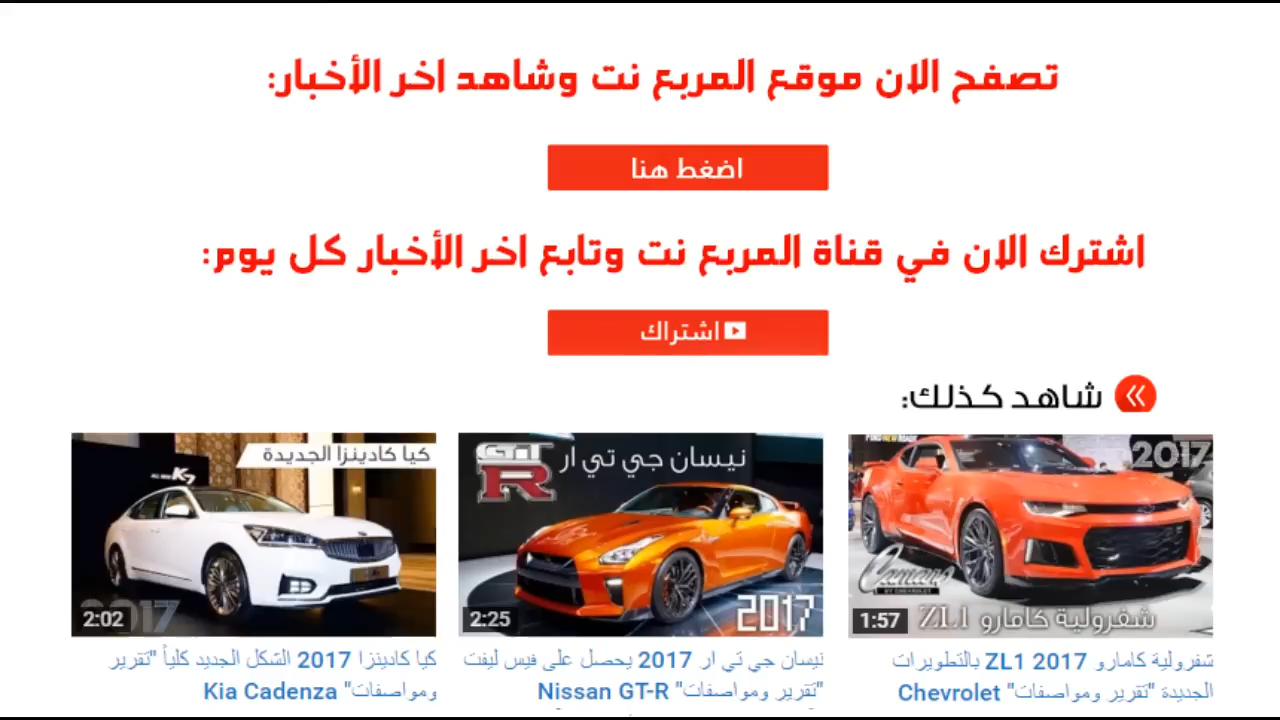 تصفح الان موقع المربع نت وشاهد اخر الأخبار:
اضغط هنا
اشترك الان في قناة المربع نت وتابع اخر الأخبار كل يوم:
اشتراك
شاهد كذلك:
2017
Camaro
BY CHEVROLET
شفرولية كامارو ZL1
1:57
شفرولية كامارو ZL1 2017 بالتطويرات
الجديدة "تقرير ومواصفات" Chevrolet
GT
R
نيسان جي تي ار
2017
2:25
نيسان جي تي ار 2017 يحصل على فيس ليفت
"تقرير ومواصفات" Nissan GT-R
كيا كادينزا الجديدة
ALL NEW K7
2017
2:02
كيا كادينزا 2017 الشكل الجديد كلياً "تقرير
ومواصفات" Kia Cadenza